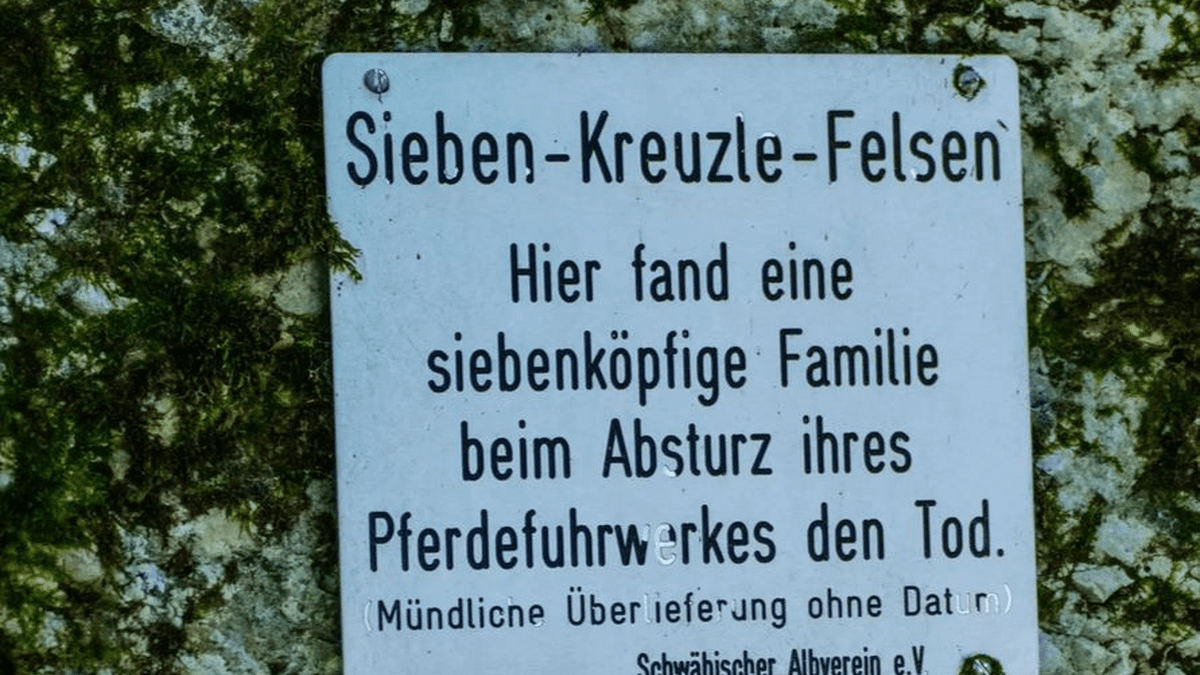 Sieben-Kreuzle-Felsen
Hier fand eine
siebenköpfige Familie
beim Absturz ihres
Pferdefuhrwerkes den Tod.
(Mündliche Überlieferung ohne Datum)
Schwäbischer Albverein e.V.